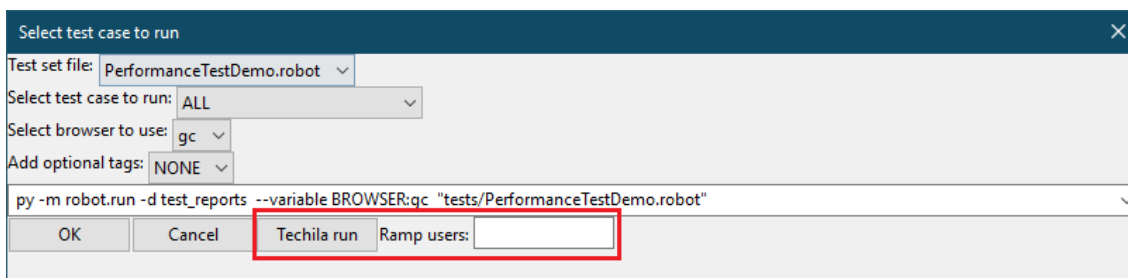 Select test case to run
Test set file: PerformanceTestDemo.robot
Select test case to run: ALL
Select browser to use: gc
Add optional tags: NONE
py -m robot.run -d test_reports  --variable BROWSER:gc  "tests/PerformanceTestDemo.robot"
OK Cancel Techila run Ramp users: